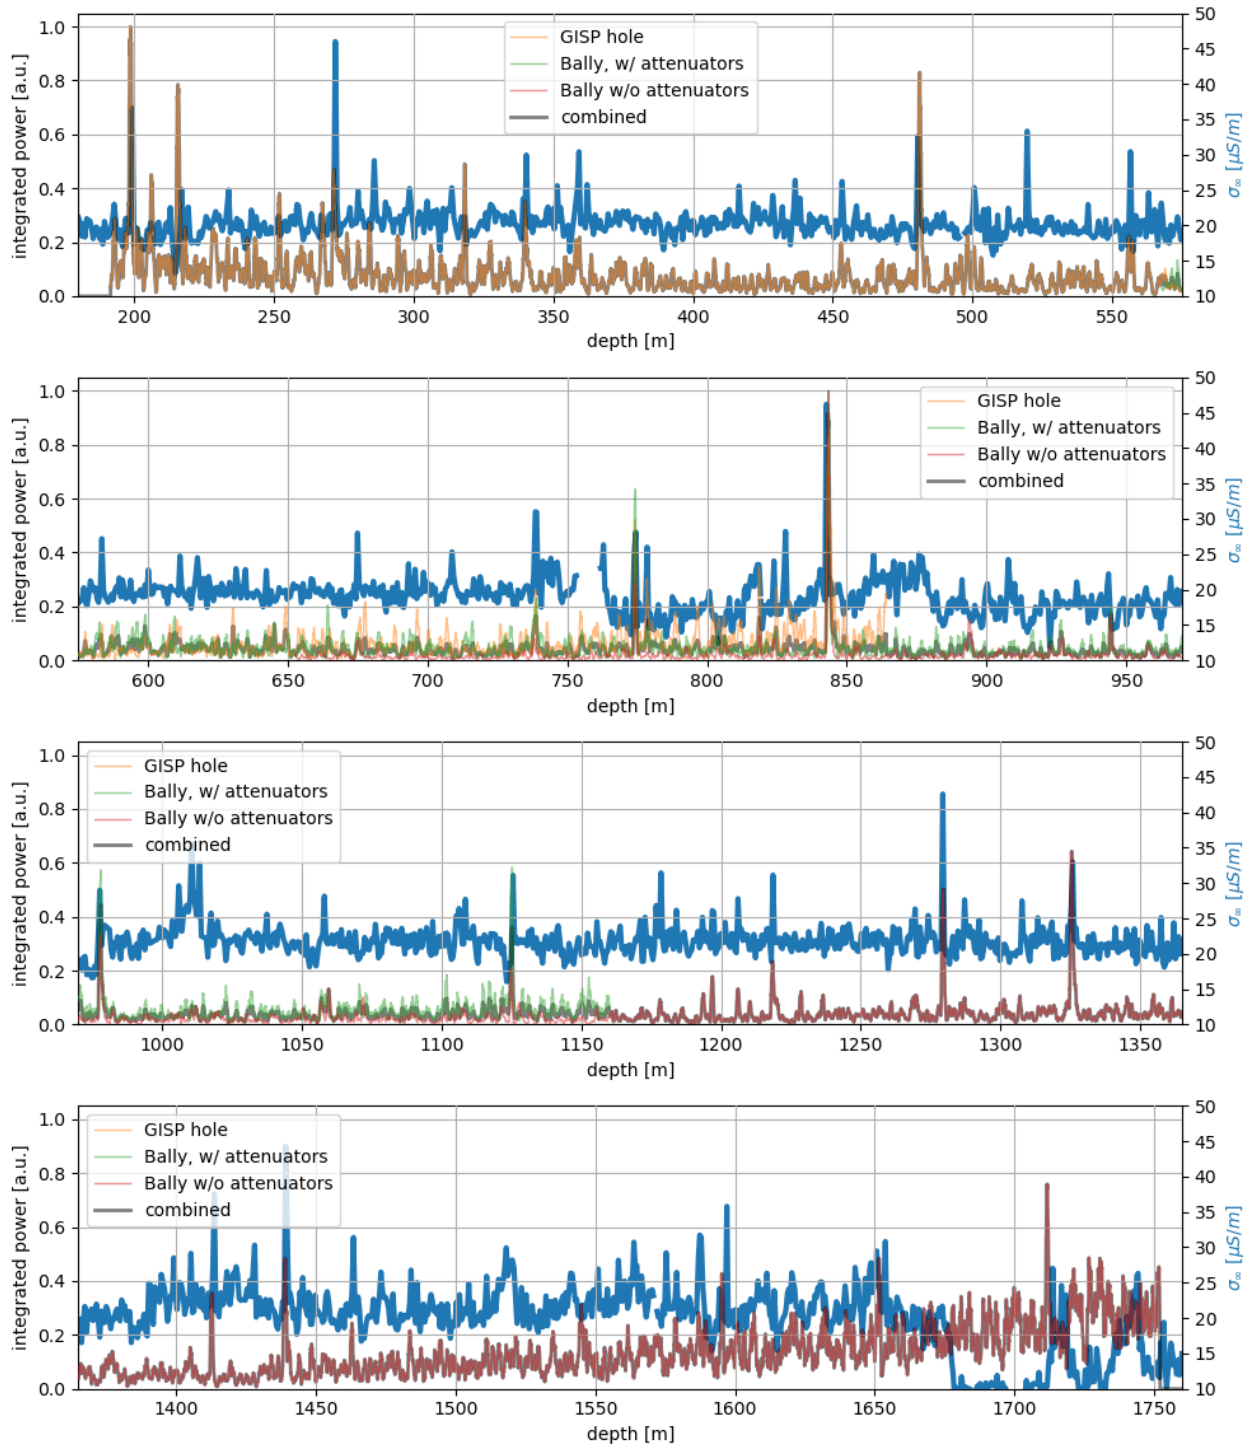 1.0
0.8
0.6
0.4
0.2
0.0
integrated power [a.u.]
GISP hole
Bally, w/ attenuators
Bally w/o attenuators
combined
50
45
40
35
30
25
20
15
10
σ∞ [μS/m]
200 250 300 350 400 450 500 550
depth [m]
1.0
0.8
0.6
0.4
0.2
0.0
integrated power [a.u.]
GISP hole
Bally, w/ attenuators
Bally w/o attenuators
combined
50
45
40
35
30
25
20
15
10
σ∞ [μS/m]
600 650 700 750 800 850 900 950
depth [m]
1.0
0.8
0.6
0.4
0.2
0.0
integrated power [a.u.]
GISP hole
Bally, w/ attenuators
Bally w/o attenuators
combined
50
45
40
35
30
25
20
15
10
σ∞ [μS/m]
1000 1050 1100 1150 1200 1250 1300 1350
depth [m]
1.0
0.8
0.6
0.4
0.2
0.0
integrated power [a.u.]
GISP hole
Bally, w/ attenuators
Bally w/o attenuators
combined
50
45
40
35
30
25
20
15
10
σ∞ [μS/m]
1400 1450 1500 1550 1600 1650 1700 1750
depth [m]